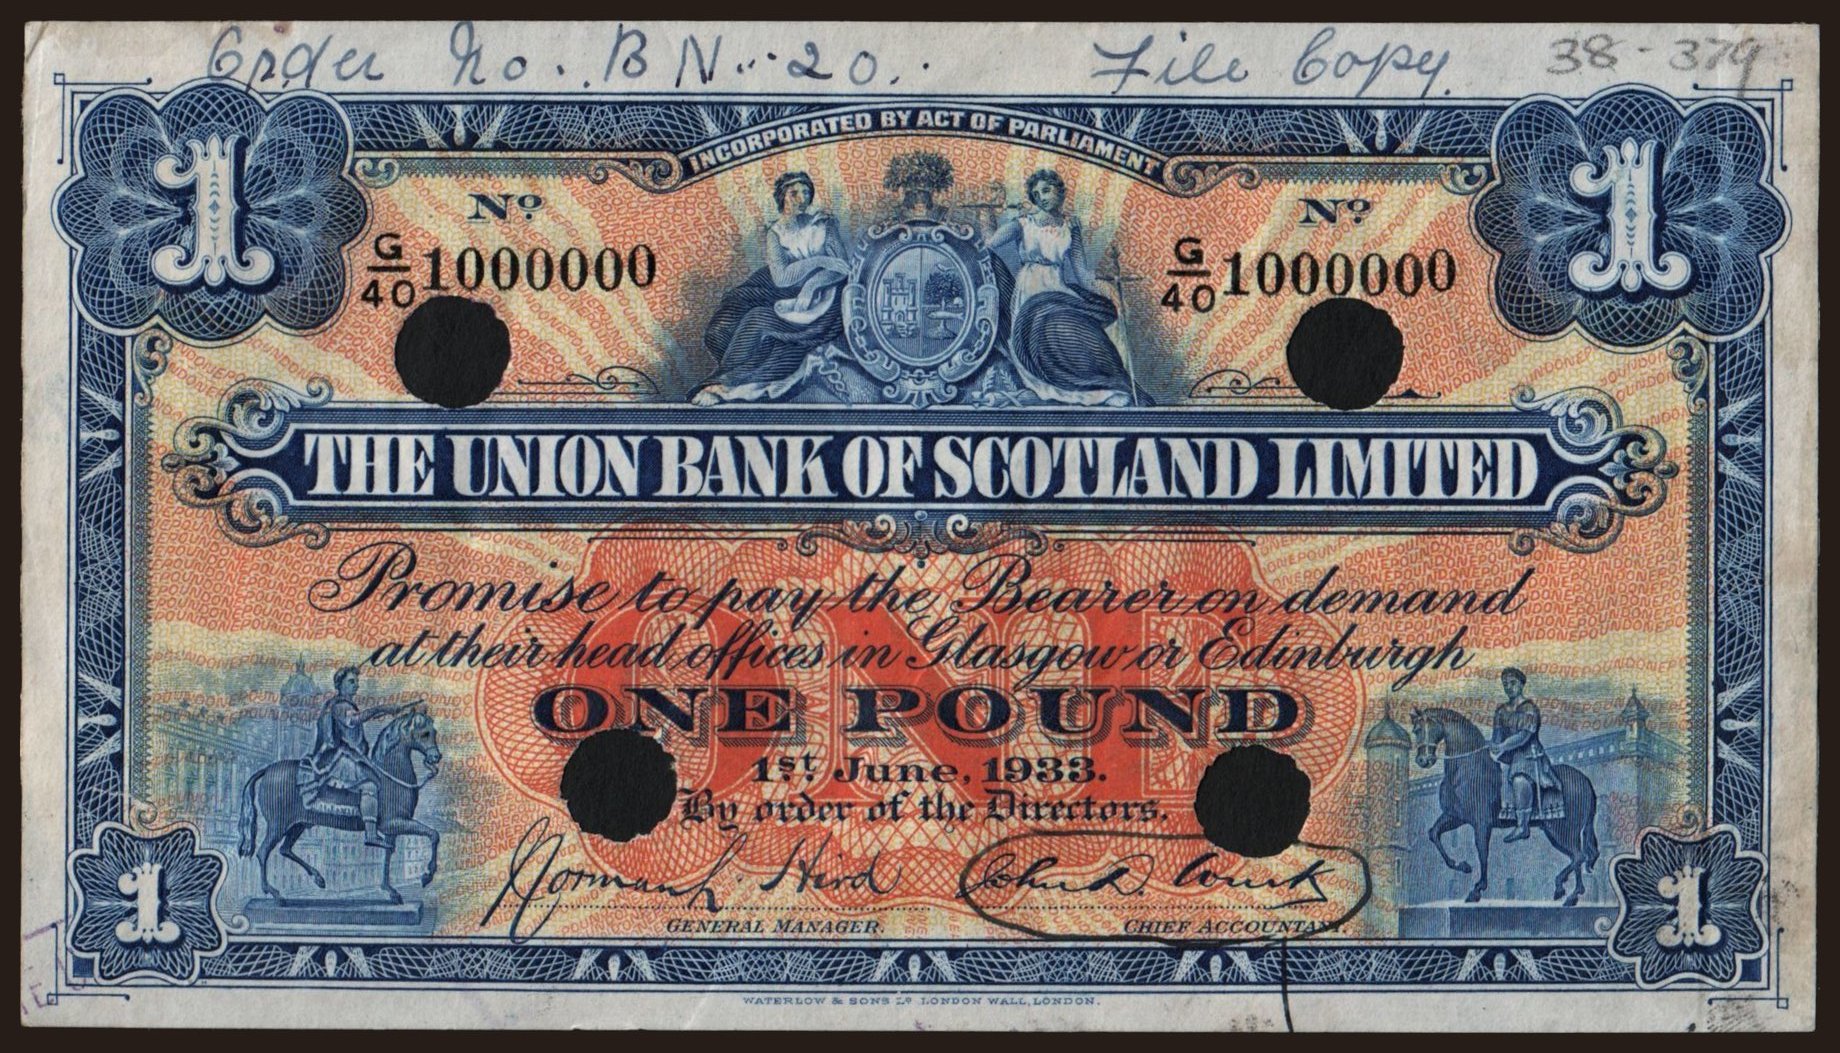 Order No. BN. 20. File Copy. 38-379
INCORPORATED BY ACT OF PARLIAMENT
1 1
No No
G/40 1000000 G/40 1000000
THE UNION BANK OF SCOTLAND LIMITED
Promise to pay the Bearer on demand
at their head offices in Glasgow or Edinburgh
ONE
ONE POUND
1st June, 1933.
By order of the Directors.
Norman L. Hird
GENERAL MANAGER. CHIEF ACCOUNTANT.
1 1
WATERLOW & SONS LD LONDON WALL, LONDON.